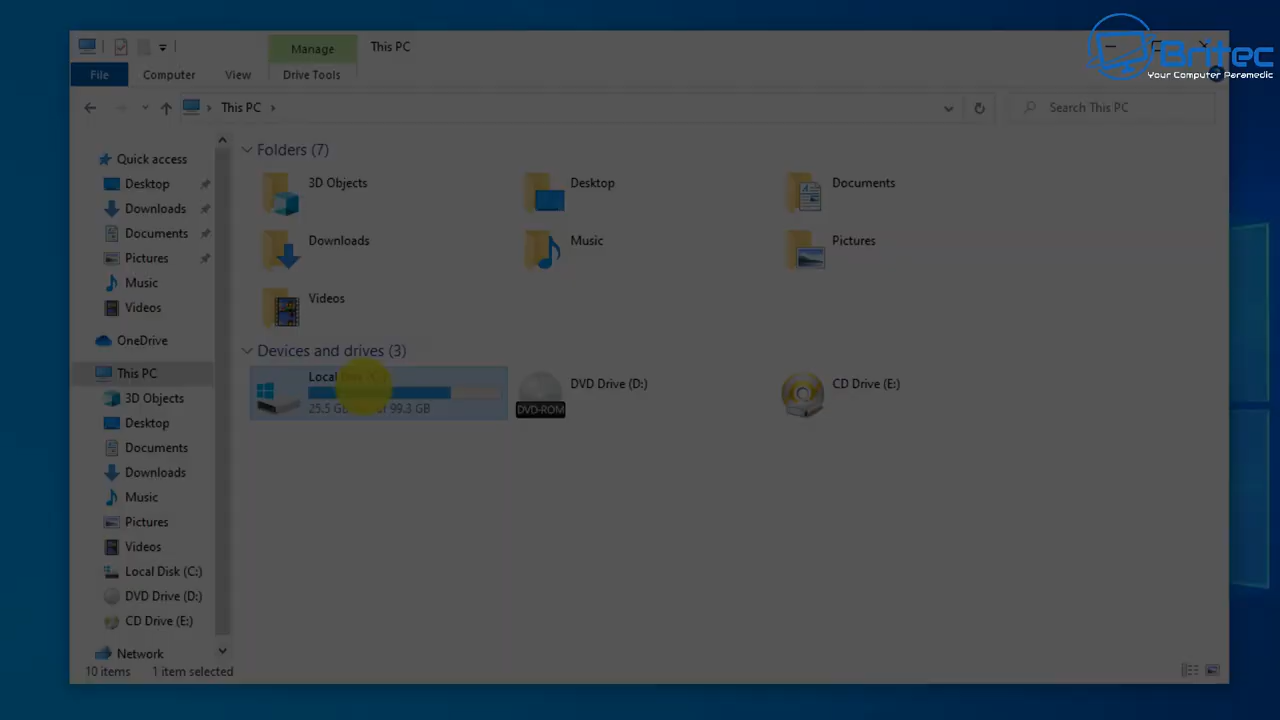 Manage
This PC
Britec
Your Computer Paramedic
File
Computer
View
Drive Tools
This PC
Search This PC
Quick access
Desktop
Downloads
Documents
Pictures
Music
Videos
OneDrive
This PC
3D Objects
Desktop
Documents
Downloads
Music
Pictures
Videos
Local Disk (C:)
DVD Drive (D:)
CD Drive (E:)
Network
Folders (7)
3D Objects
Desktop
Documents
Downloads
Music
Pictures
Videos
Devices and drives (3)
Local
25.5 99.3 GB
DVD Drive (D:)
DVD-ROM
CD Drive (E:)
10 items
1 item selected